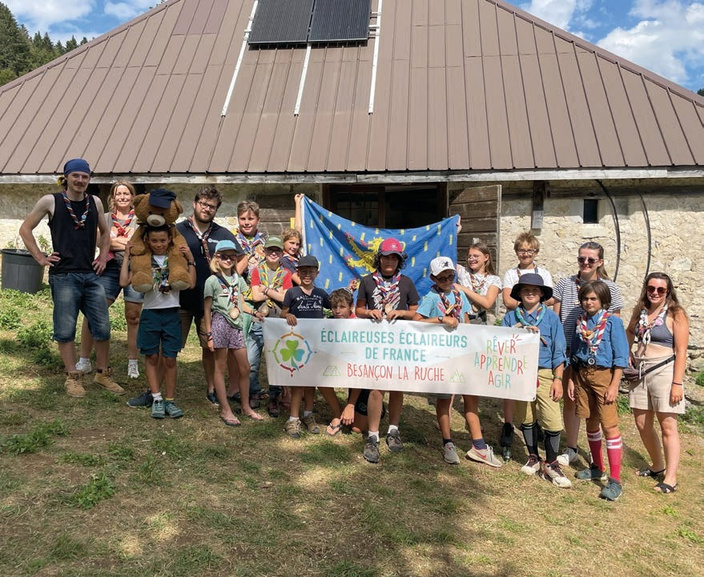 ÉCLAIREUSES ÉCLAIREURS
DE FRANCE
BESANÇON LA RUCHE
RÊVER
APPRENDRE
AGIR